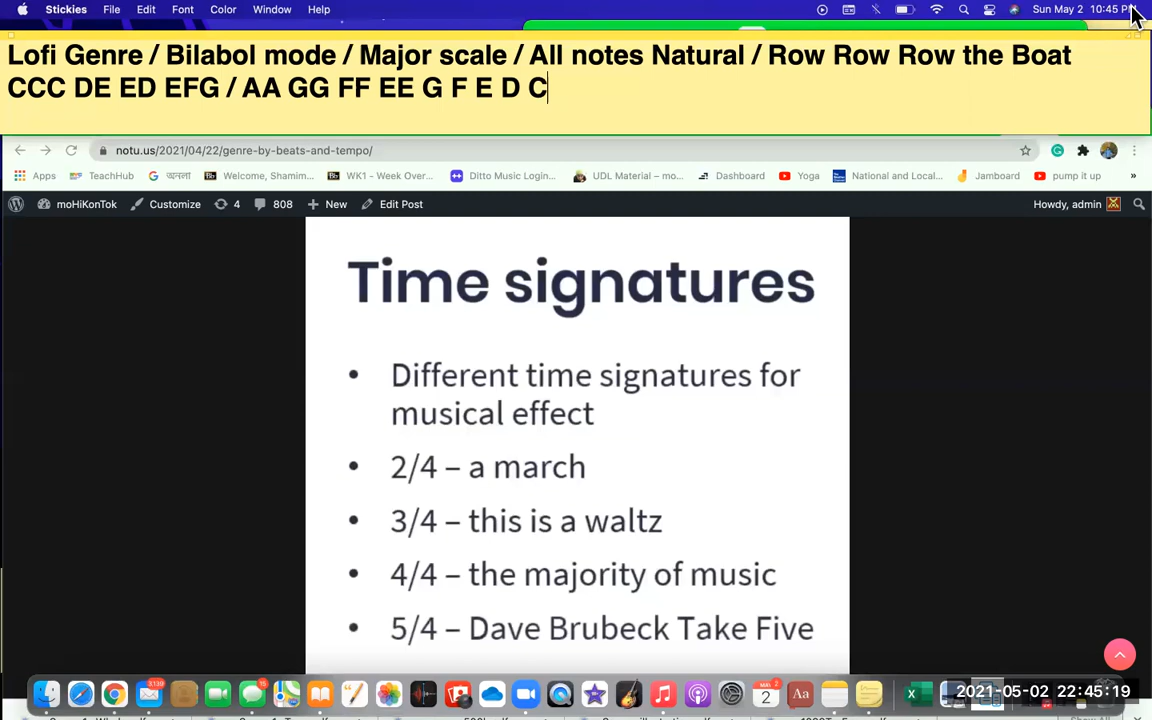 Stickies File Edit Font Color Window Help Sun May 2 10:45
Lofi Genre / Bilabol mode / Major scale / All notes Natural / Row Row Row the Boat
CCC DE ED EFG / AA GG FF EE G F E D C
notu.us/2021/04/22/genre-by-beats-and-tempo/
Apps TeachHub অনলা Welcome, Shamim... WK1 - Week Over... Ditto Music Login... UDL Material – mo... Dashboard Yoga National and Local... Jamboard pump it up »
moHiKonTok Customize 4 808 New Edit Post Howdy, admin
Time signatures
• Different time signatures for
musical effect
• 2/4 – a march
• 3/4 – this is a waltz
• 4/4 – the majority of music
• 5/4 – Dave Brubeck Take Five
2021-05-02 22:45:19